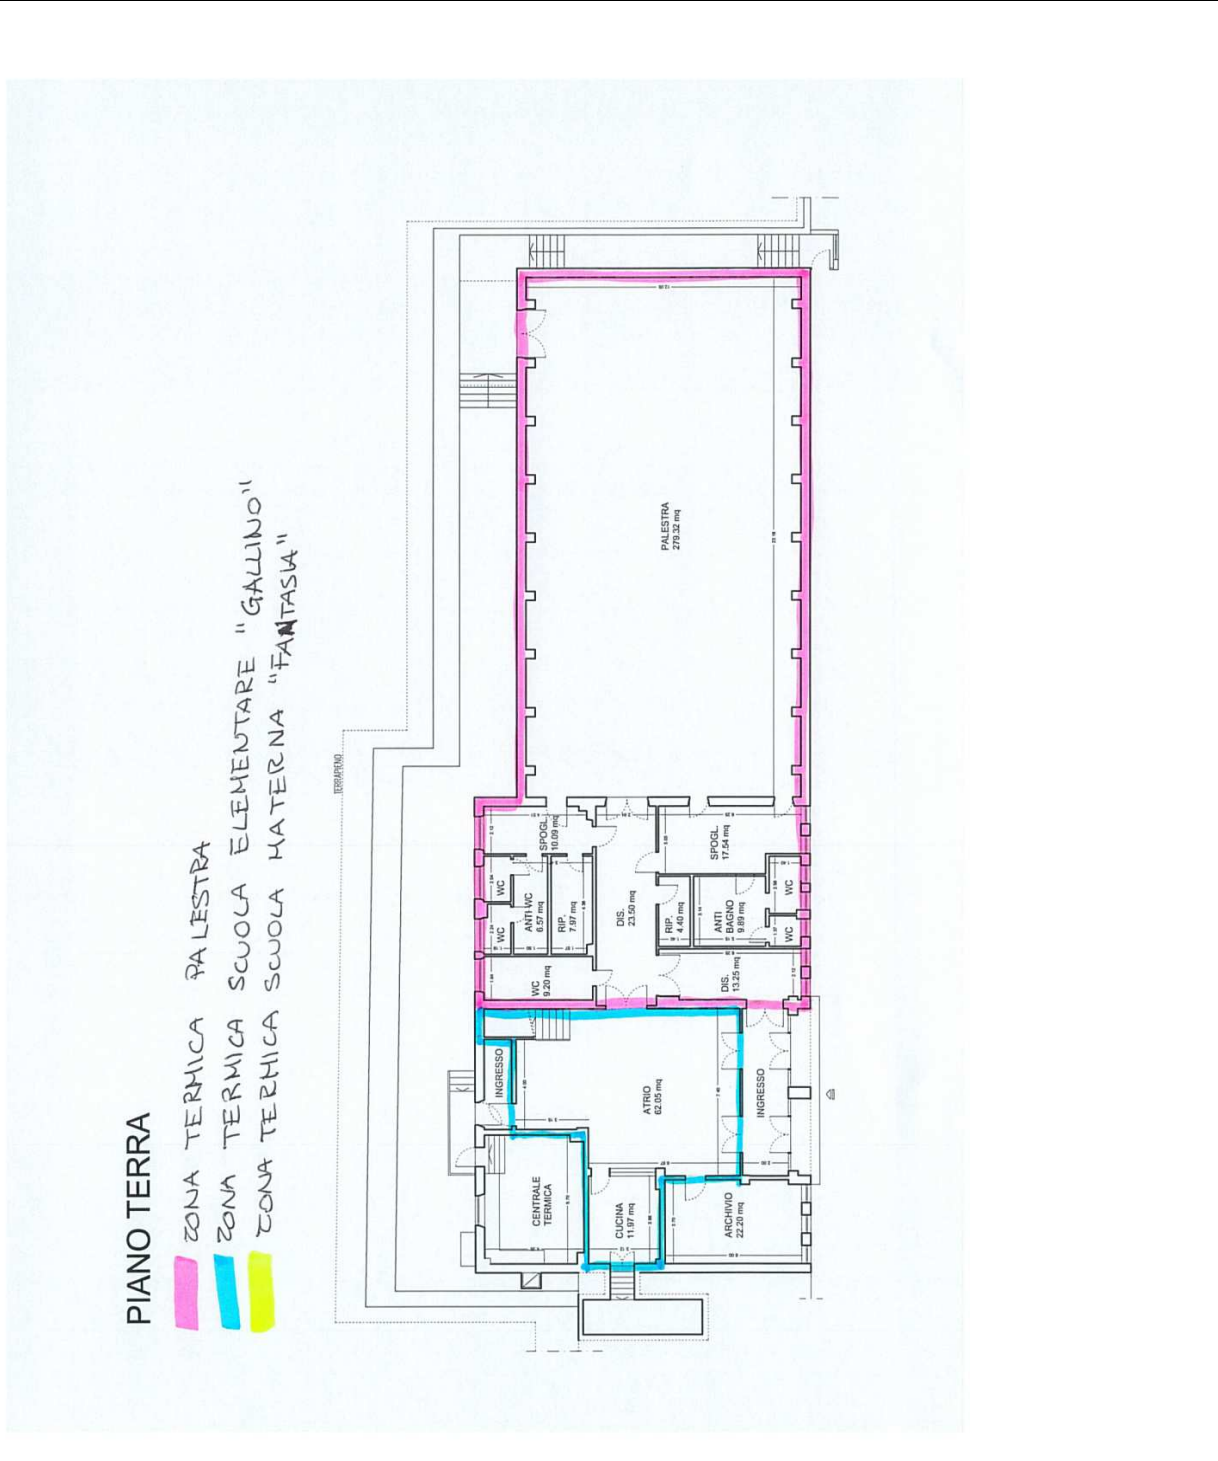 PIANO TERRA
ZONA TERMICA PALESTRA
ZONA TERMICA SCUOLA ELEMENTARE "GALLINO"
ZONA TERMICA SCUOLA MATERNA "FANTASIA"
TERRAPIENO
PALESTRA
279.32 mq
SPOGL.
10.09 mq
WC
ANTI-WC
6.57 mq
WC
RIP.
7.97 mq
WC
9.20 mq
DIS.
23.50 mq
SPOGL.
17.54 mq
RIP.
4.40 mq
ANTI
BAGNO
9.89 mq
WC
WC
DIS.
13.25 mq
INGRESSO
ATRIO
62.05 mq
INGRESSO
CENTRALE
TERMICA
CUCINA
11.97 mq
ARCHIVIO
22.20 mq